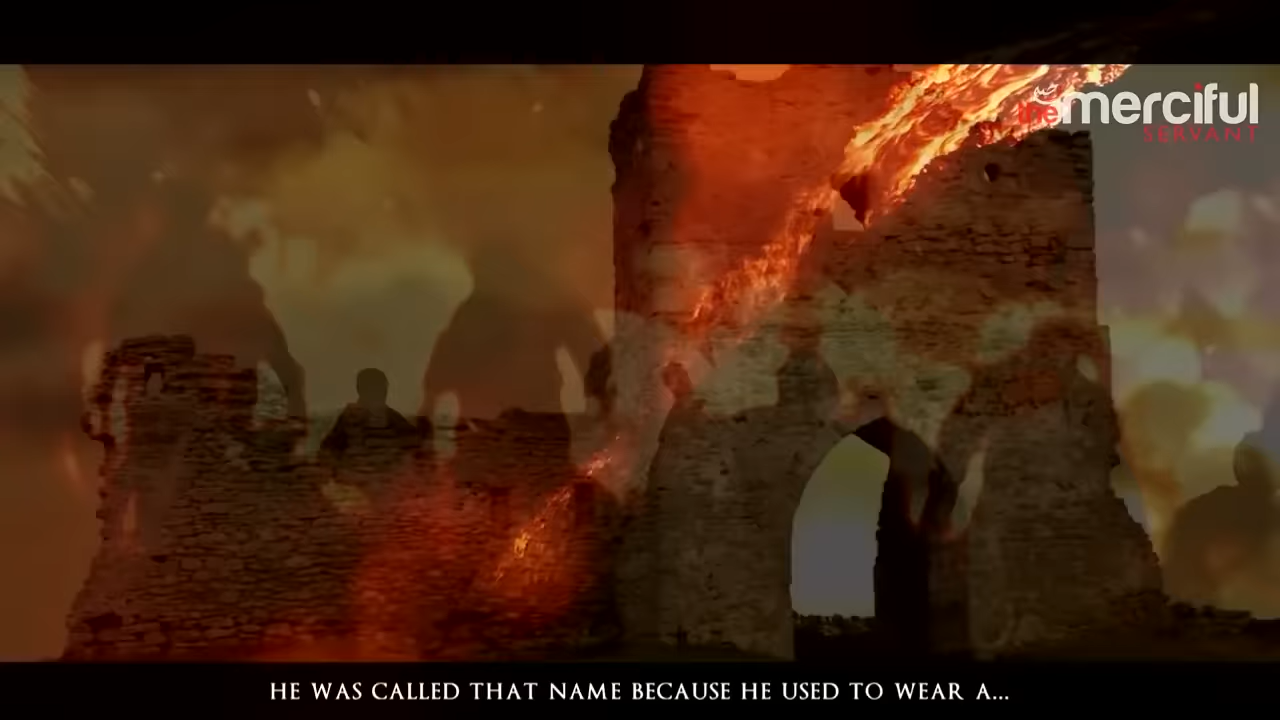 the merciful
SERVANT
HE WAS CALLED THAT NAME BECAUSE HE USED TO WEAR A...